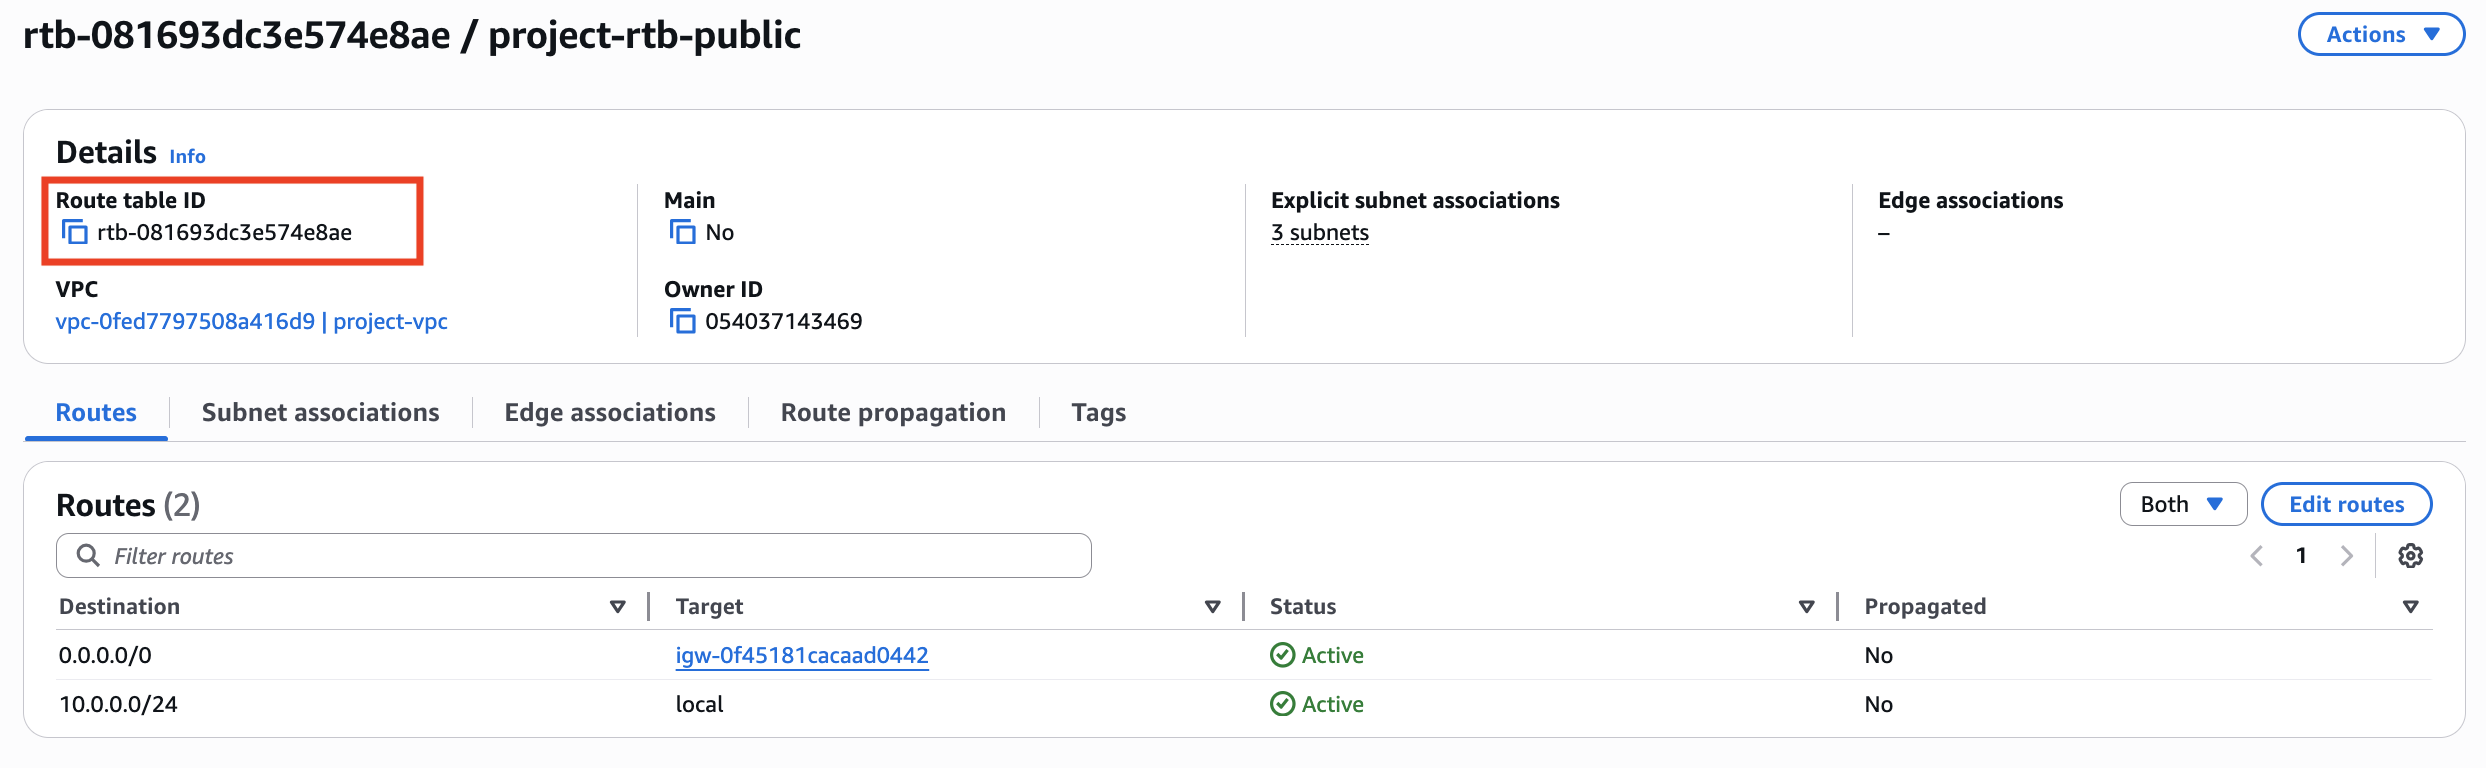 rtb-081693dc3e574e8ae / project-rtb-public
Actions
Details Info
Route table ID
rtb-081693dc3e574e8ae
Main
No
Explicit subnet associations
3 subnets
Edge associations
–
VPC
vpc-0fed7797508a416d9 | project-vpc
Owner ID
054037143469
Routes
Subnet associations
Edge associations
Route propagation
Tags
Routes (2)
Both
Edit routes
Filter routes
1
Destination Target Status Propagated
0.0.0.0/0 igw-0f45181cacaad0442 Active No
10.0.0.0/24 local Active No